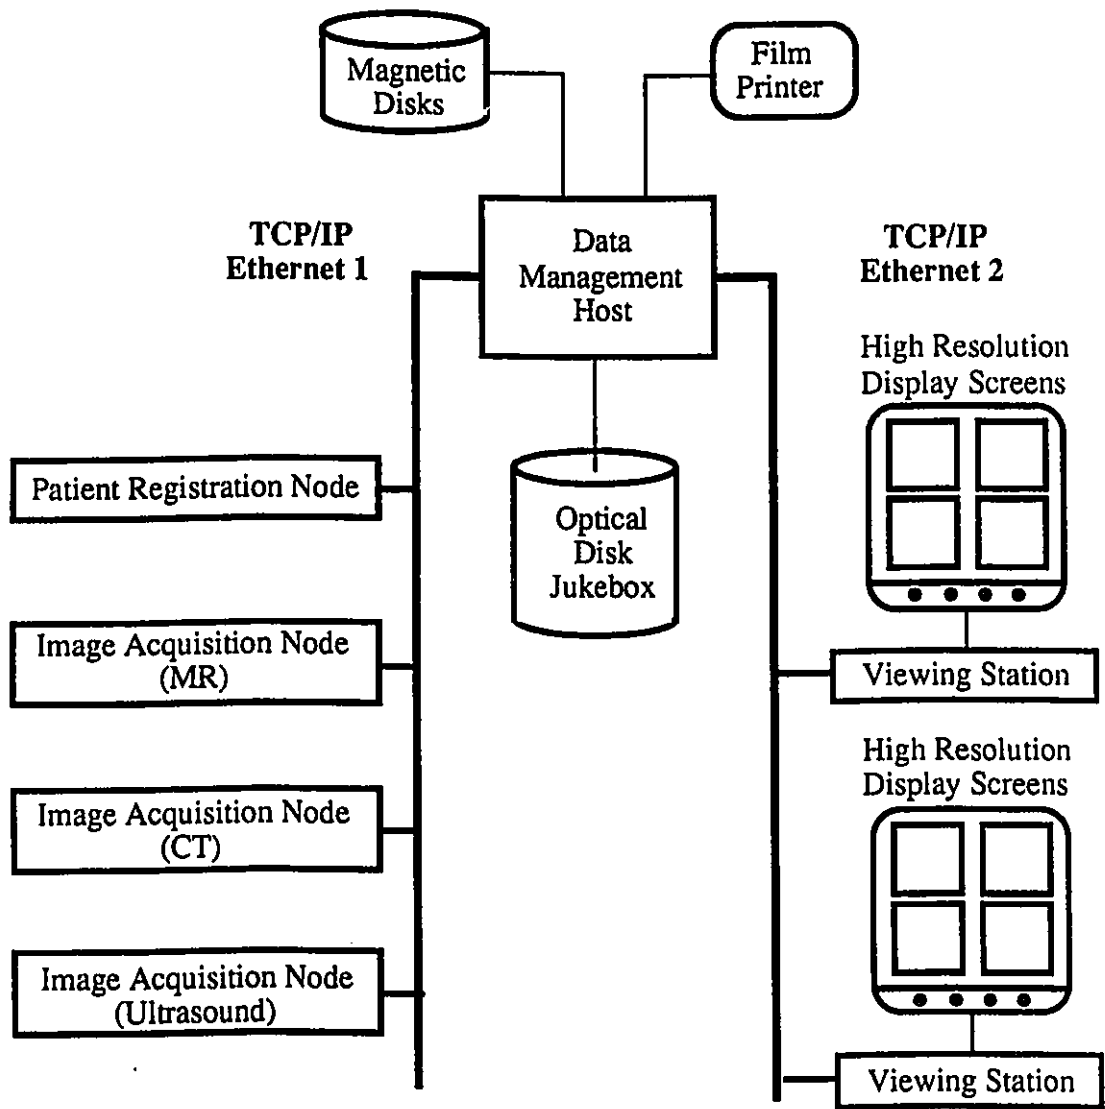 Magnetic
Disks
Film
Printer
TCP/IP
Ethernet 1
Data
Management
Host
TCP/IP
Ethernet 2
High Resolution
Display Screens
Patient Registration Node
Optical
Disk
Jukebox
Image Acquisition Node
(MR)
Viewing Station
High Resolution
Display Screens
Image Acquisition Node
(CT)
Image Acquisition Node
(Ultrasound)
Viewing Station